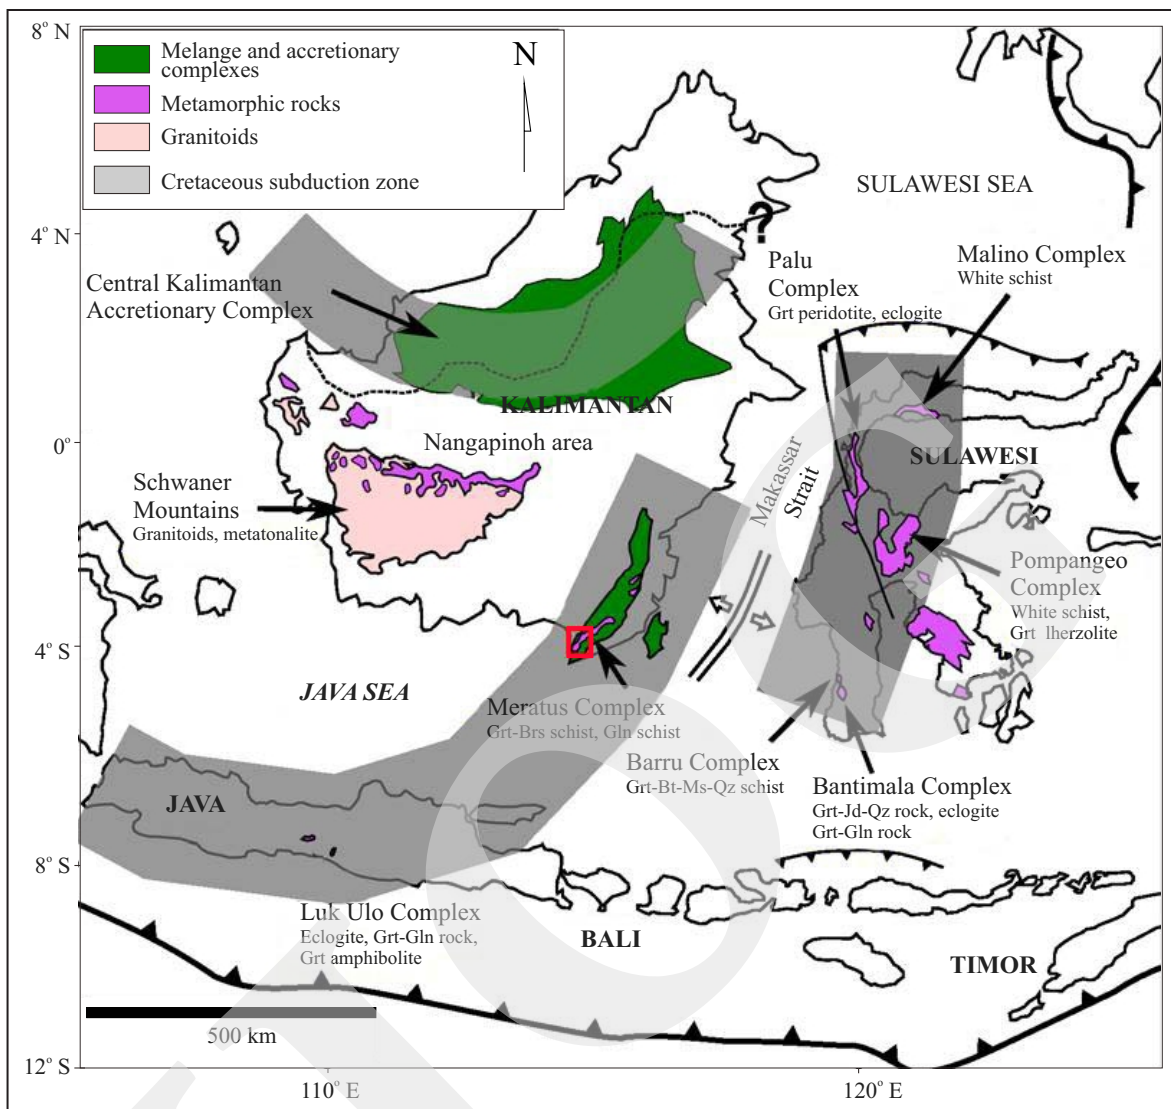 8° N
4° N
0°
4° S
8° S
12° S
110° E
120° E
Melange and accretionary
complexes
Metamorphic rocks
Granitoids
Cretaceous subduction zone
N
SULAWESI SEA
?
Malino Complex
White schist
Palu
Complex
Grt peridotite, eclogite
Central Kalimantan
Accretionary Complex
KALIMANTAN
Nangapinoh area
Makassar
Strait
SULAWESI
Schwaner
Mountains
Granitoids, metatonalite
Pompangeo
Complex
White schist,
Grt lherzolite
JAVA SEA
Meratus Complex
Grt-Brs schist, Gln schist
Barru Complex
Grt-Bt-Ms-Qz schist
Bantimala Complex
Grt-Jd-Qz rock, eclogite
Grt-Gln rock
JAVA
Luk Ulo Complex
Eclogite, Grt-Gln rock,
Grt amphibolite
BALI
TIMOR
500 km